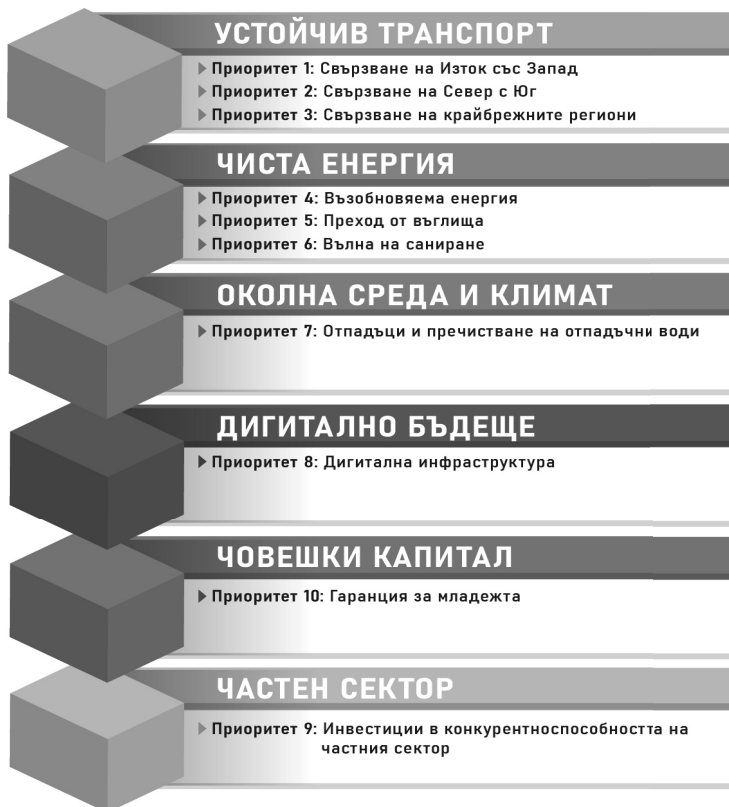 УСТОЙЧИВ ТРАНСПОРТ
Приоритет 1: Свързване на Изток със Запад
Приоритет 2: Свързване на Север с Юг
Приоритет 3: Свързване на крайбрежните региони
ЧИСТА ЕНЕРГИЯ
Приоритет 4: Възобновяема енергия
Приоритет 5: Преход от въглища
Приоритет 6: Вълна на саниране
ОКОЛНА СРЕДА И КЛИМАТ
Приоритет 7: Отпадъци и пречистване на отпадъчни води
ДИГИТАЛНО БЪДЕЩЕ
Приоритет 8: Дигитална инфраструктура
ЧОВЕШКИ КАПИТАЛ
Приоритет 10: Гаранция за младежта
ЧАСТЕН СЕКТОР
Приоритет 9: Инвестиции в конкурентноспособността на
частния сектор